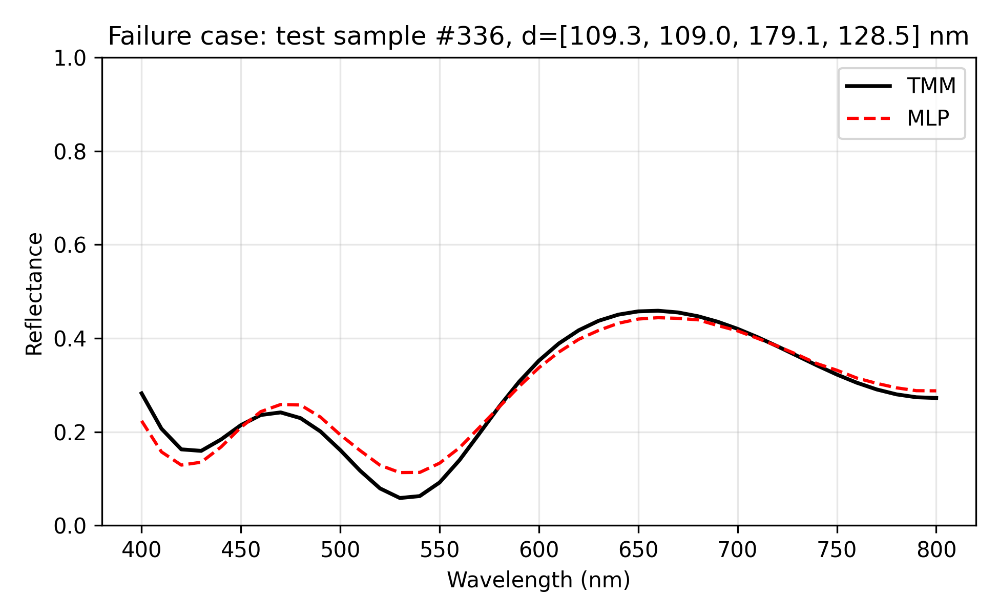 Failure case: test sample #336, d=[109.3, 109.0, 179.1, 128.5] nm
TMM
MLP
Reflectance
1.0
0.8
0.6
0.4
0.2
0.0
400 450 500 550 600 650 700 750 800
Wavelength (nm)